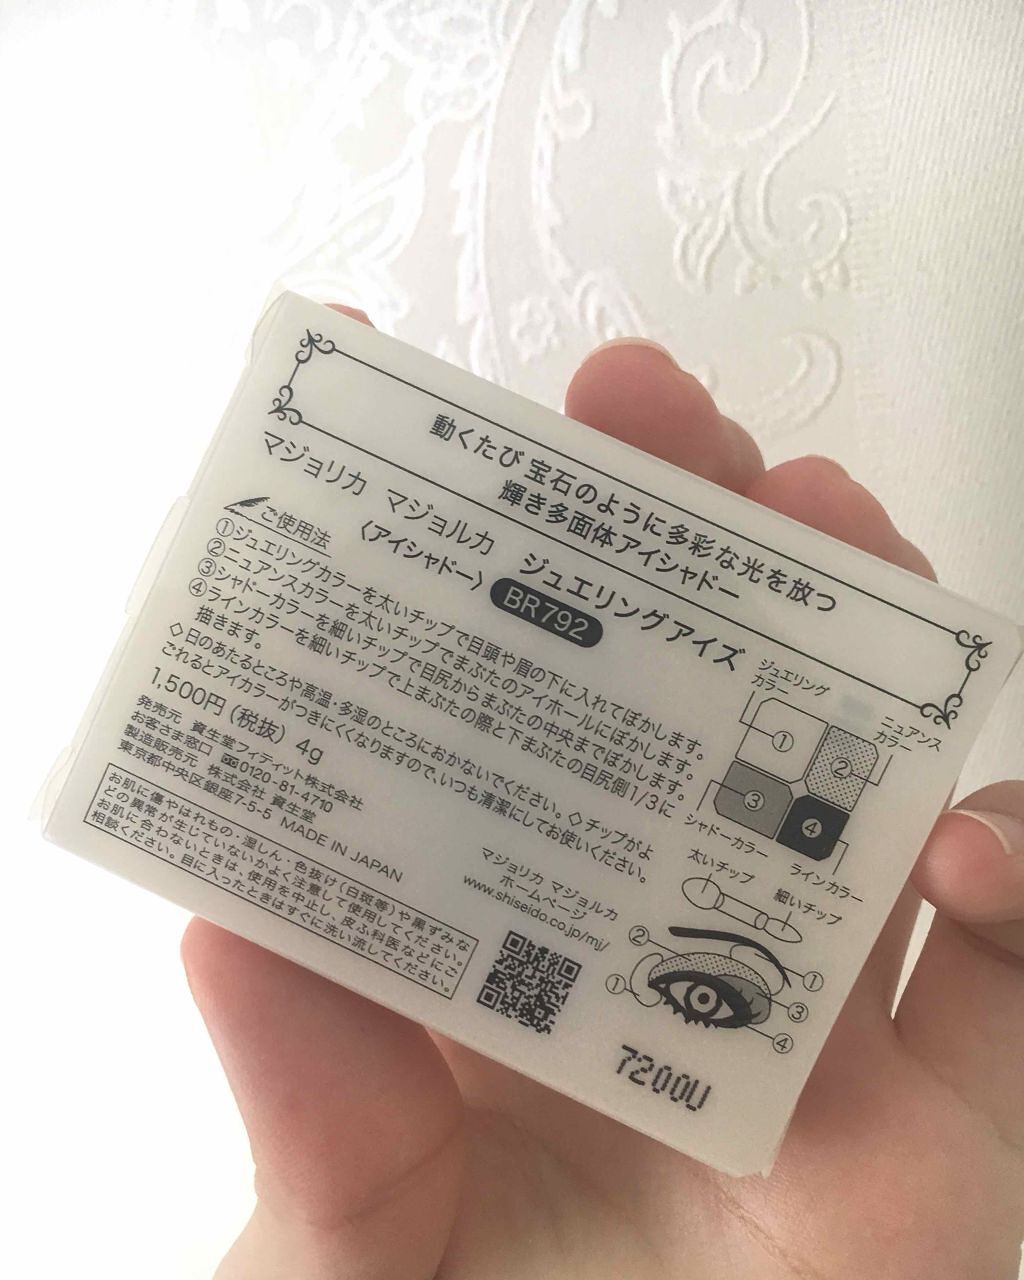 動くたび 宝石のように多彩な光を放つ
輝き多面体アイシャドー
マジョリカ マジョルカ ジュエリングアイズ
〈アイシャドー〉 BR792
ご使用法
①ジュエリングカラーを太いチップで目頭や眉の下に入れてぼかします。
②ニュアンスカラーを太いチップでまぶたのアイホールにぼかします。
③シャドーカラーを細いチップで目尻からまぶたの中央までぼかします。
④ラインカラーを細いチップで上まぶたの際と下まぶたの目尻側1/3に
描きます。
◇日のあたるところや高温・多湿のところにおかないでください。◇チップがよ
ごれるとアイカラーがつきにくくなりますので、いつも清潔にしてお使いください。
1,500円(税抜) 4g
発売元 資生堂フィティット株式会社
お客さま窓口 0120-81-4710
製造販売元 株式会社 資生堂
東京都中央区銀座7-5-5 MADE IN JAPAN
お肌に傷やはれもの・湿しん・色抜け(白斑等)や黒ずみな
どの異常が生じていないかよく注意して使用してください。
お肌に合わないときは、使用を中止し、皮ふ科医などにご
相談ください。目に入ったときはすぐに洗い流してください。
マジョリカ マジョルカ
ホームページ
www.shiseido.co.jp/mj/
ジュエリング
カラー
ニュアンス
カラー
①
②
③
④
シャドーカラー
ラインカラー
太いチップ
細いチップ
②
①
①
③
④
7200U